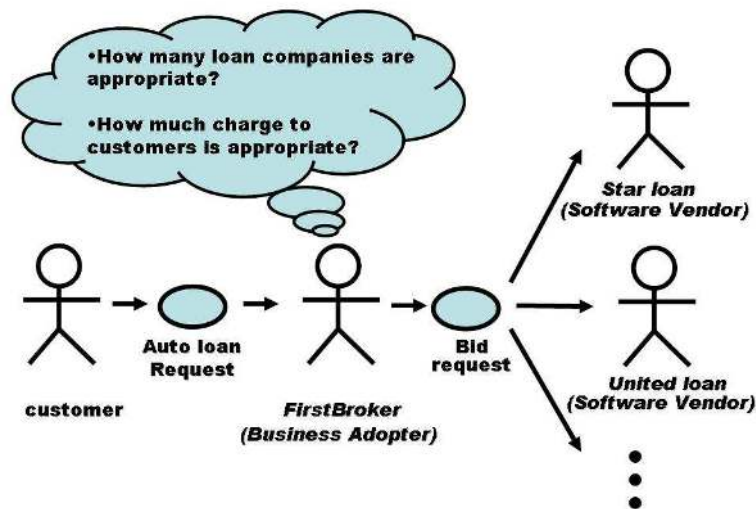 •How many loan companies are
appropriate?
•How much charge to
customers is appropriate?
Star loan
(Software Vendor)
Auto loan
Request
Bid
request
customer
FirstBroker
(Business Adopter)
United loan
(Software Vendor)